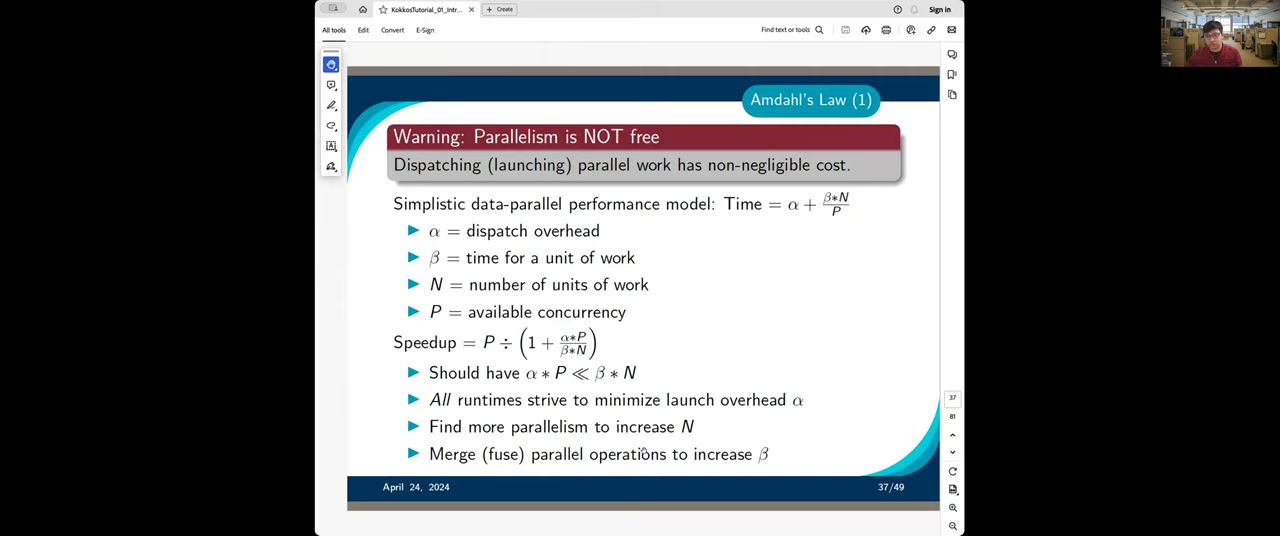 KokkosTutorial_01_Intr...
Create
Sign in
All tools
Edit
Convert
E-Sign
Find text or tools
Amdahl's Law (1)
Warning: Parallelism is NOT free
Dispatching (launching) parallel work has non-negligible cost.
Simplistic data-parallel performance model: Time = α + β*N/P
α = dispatch overhead
β = time for a unit of work
N = number of units of work
P = available concurrency
Speedup = P ÷ (1 + α*P/β*N)
Should have α * P ≪ β * N
All runtimes strive to minimize launch overhead α
Find more parallelism to increase N
Merge (fuse) parallel operations to increase β
April 24, 2024
37/49
37
81